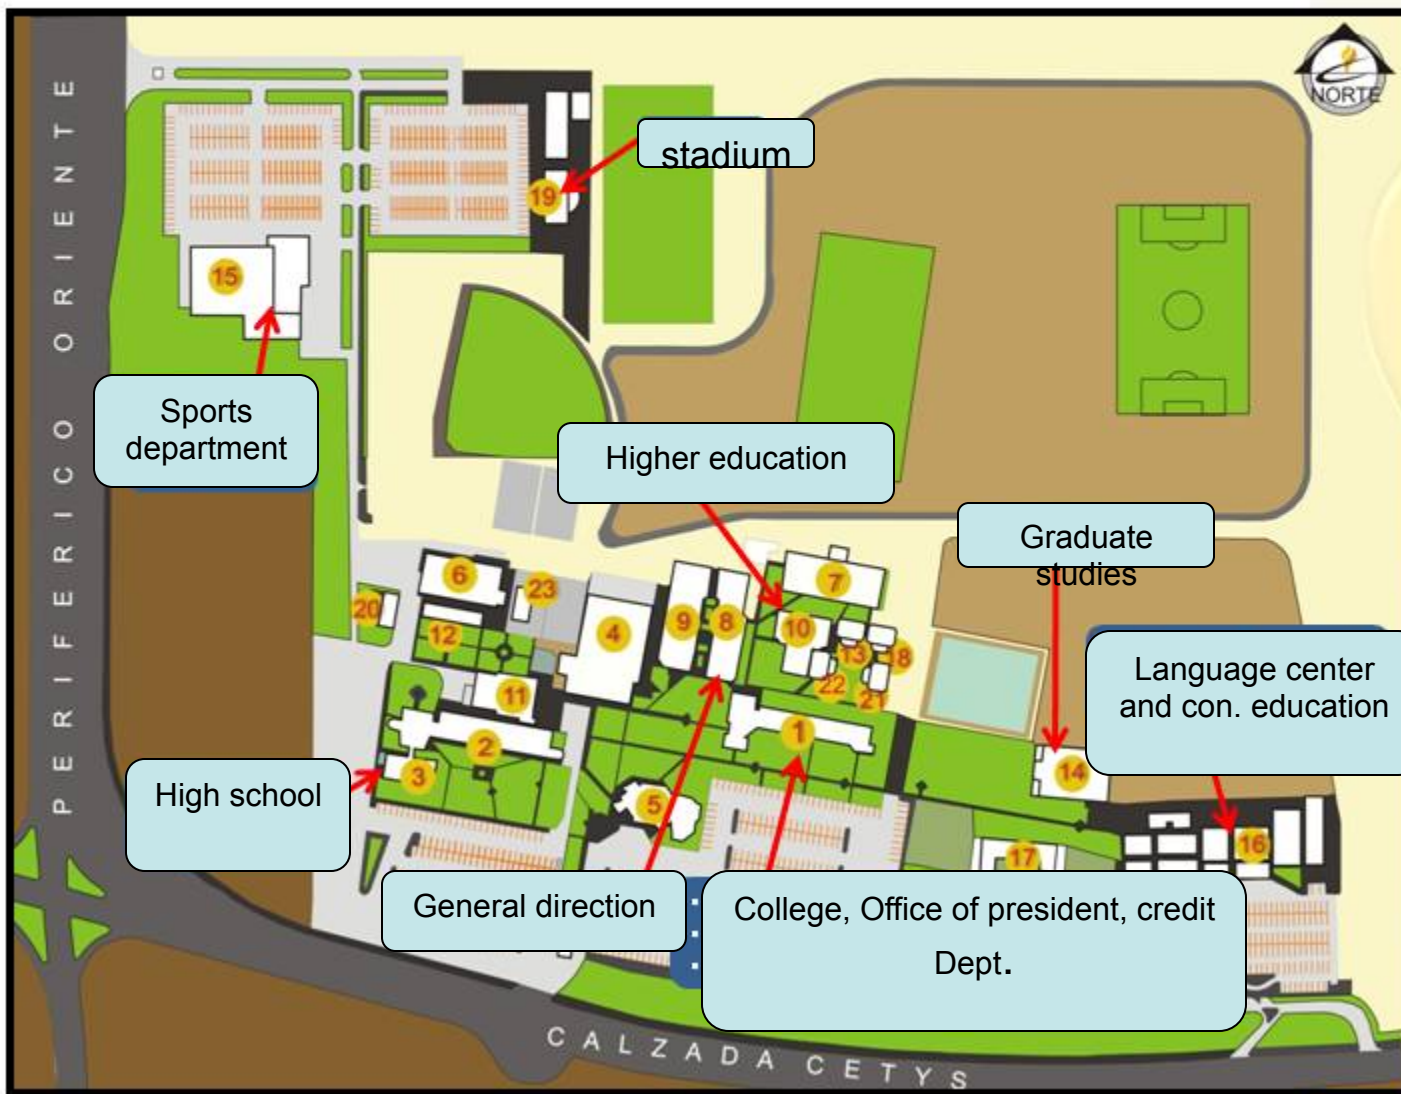 NORTE
PERIFERICO ORIENTE
stadium
19
15
Sports
department
Higher education
Graduate
studies
6
23
20
12
4
9
8
7
10
13
18
22
21
11
2
3
1
5
14
17
16
Language center
and con. education
High school
General direction
College, Office of president, credit
Dept.
CALZADA CETYS